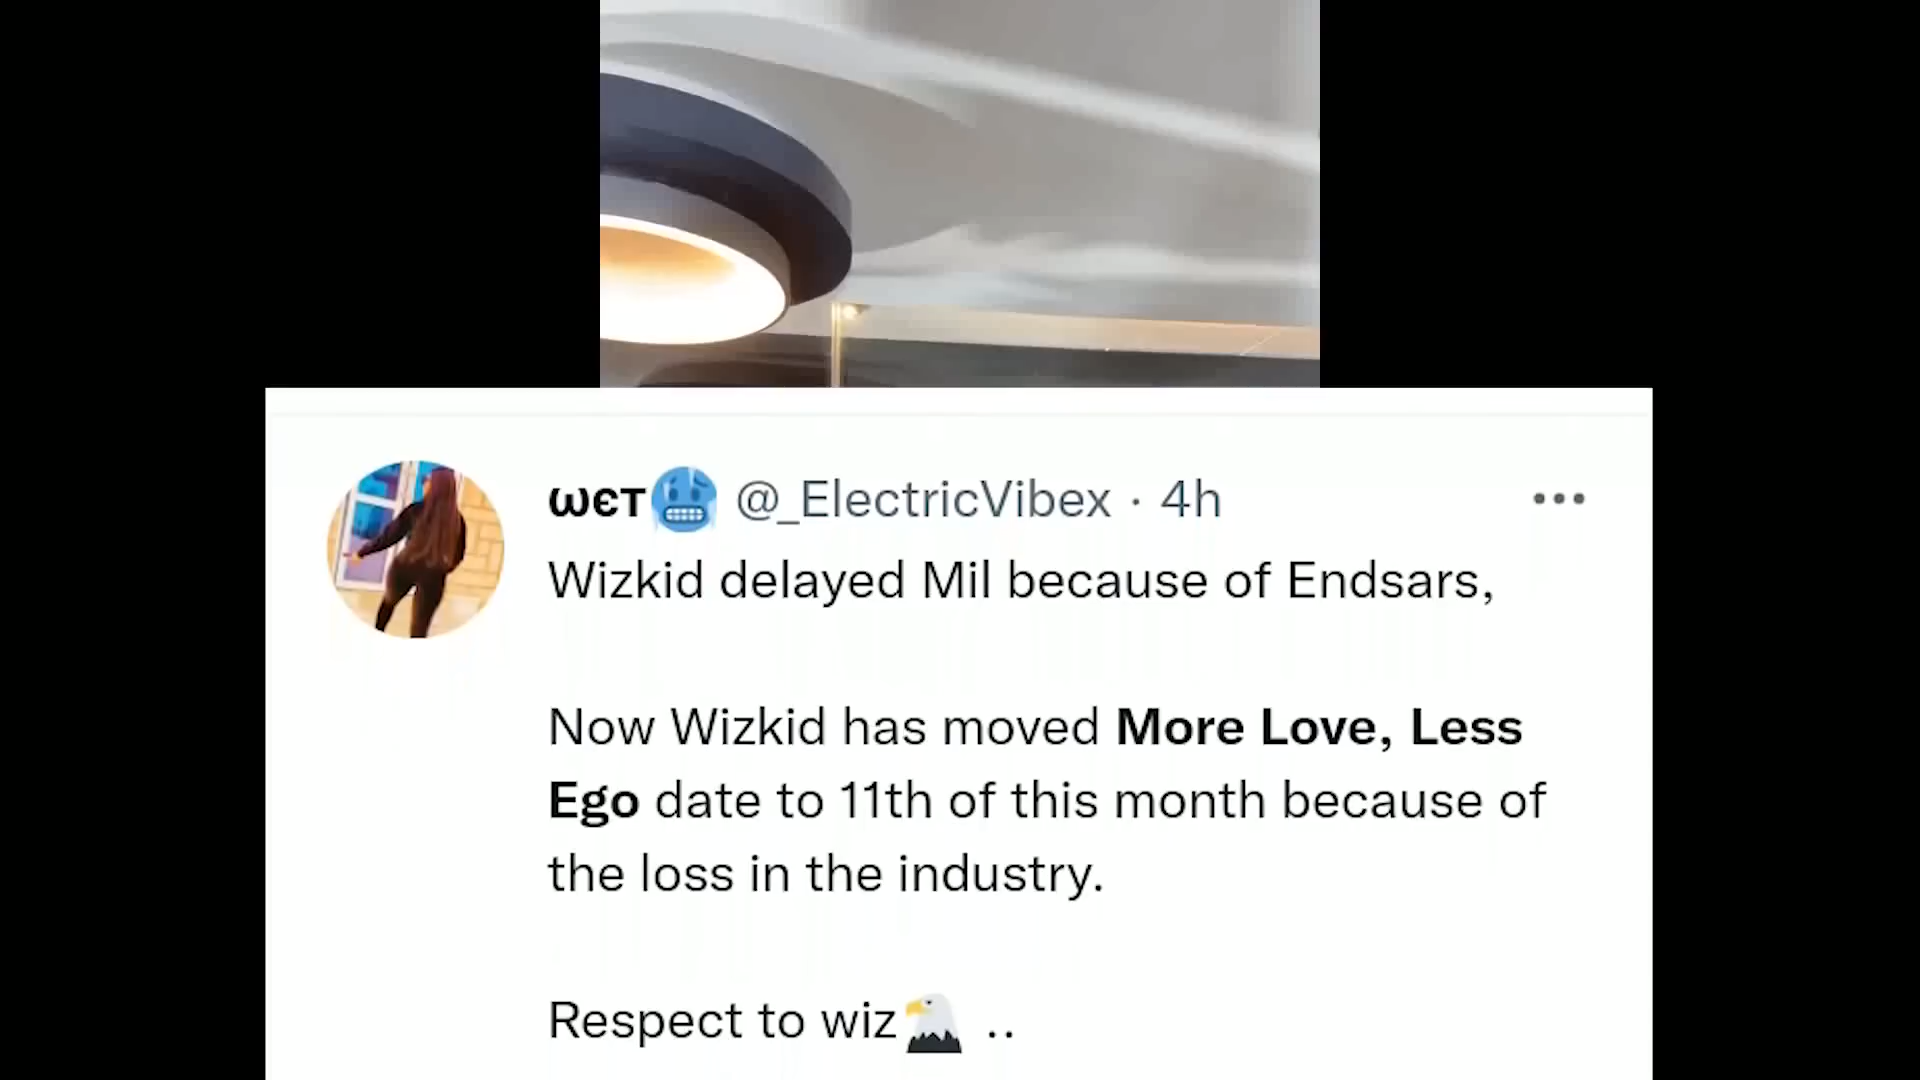 ωєт🥶 @_ElectricVibex · 4h
Wizkid delayed Mil because of Endsars,
Now Wizkid has moved More Love, Less
Ego date to 11th of this month because of
the loss in the industry.
Respect to wiz🦅 ..